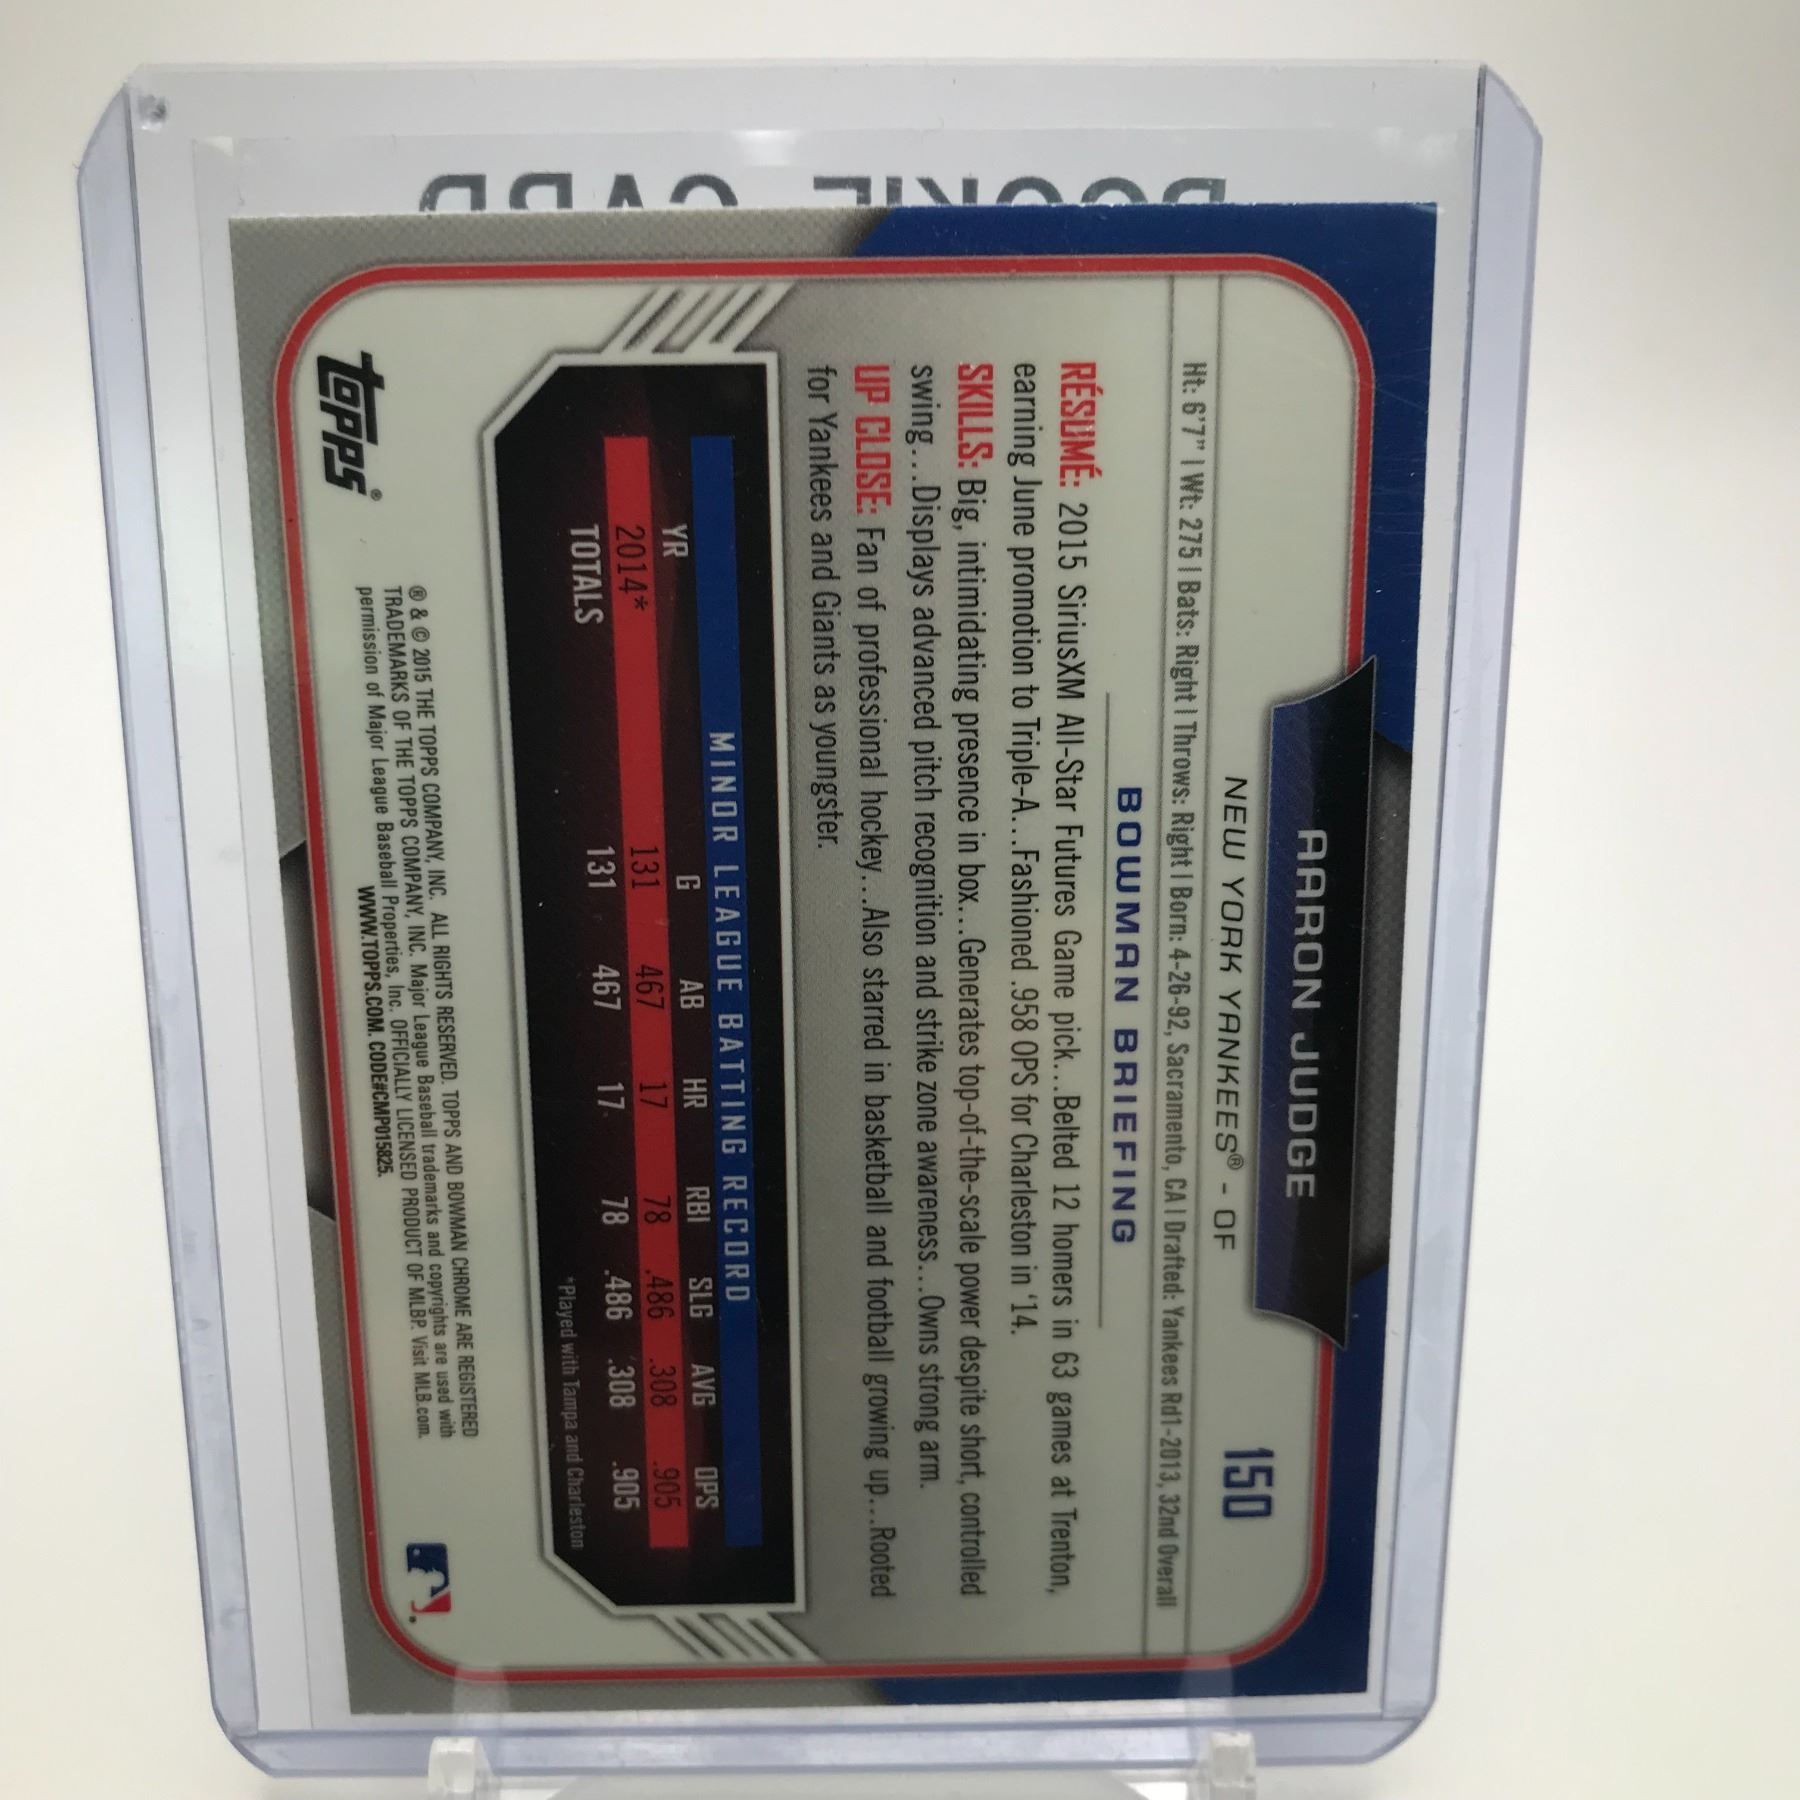 ROOKIE CARD
AARON JUDGE
NEW YORK YANKEES® - OF
150
Ht: 6'7" | Wt: 275 | Bats: Right | Throws: Right | Born: 4-26-92, Sacramento, CA | Drafted: Yankees Rd1-2013, 32nd Overall
BOWMAN BRIEFING
RÉSUMÉ: 2015 SiriusXM All-Star Futures Game pick...Belted 12 homers in 63 games at Trenton,
earning June promotion to Triple-A...Fashioned .958 OPS for Charleston in '14.
SKILLS: Big, intimidating presence in box...Generates top-of-the-scale power despite short, controlled
swing...Displays advanced pitch recognition and strike zone awareness...Owns strong arm.
UP CLOSE: Fan of professional hockey...Also starred in basketball and football growing up...Rooted
for Yankees and Giants as youngster.
MINOR LEAGUE BATTING RECORD
YR G AB HR RBI SLG AVG OPS
2014* 131 467 17 78 .486 .308 .905
TOTALS 131 467 17 78 .486 .308 .905
*Played with Tampa and Charleston
topps®
® & © 2015 THE TOPPS COMPANY, INC. ALL RIGHTS RESERVED. TOPPS AND BOWMAN CHROME ARE REGISTERED
TRADEMARKS OF THE TOPPS COMPANY, INC. Major League Baseball trademarks and copyrights are used with
permission of Major League Baseball Properties, Inc. OFFICIALLY LICENSED PRODUCT OF MLBP. Visit MLB.com.
WWW.TOPPS.COM. CODE#CMP015825.